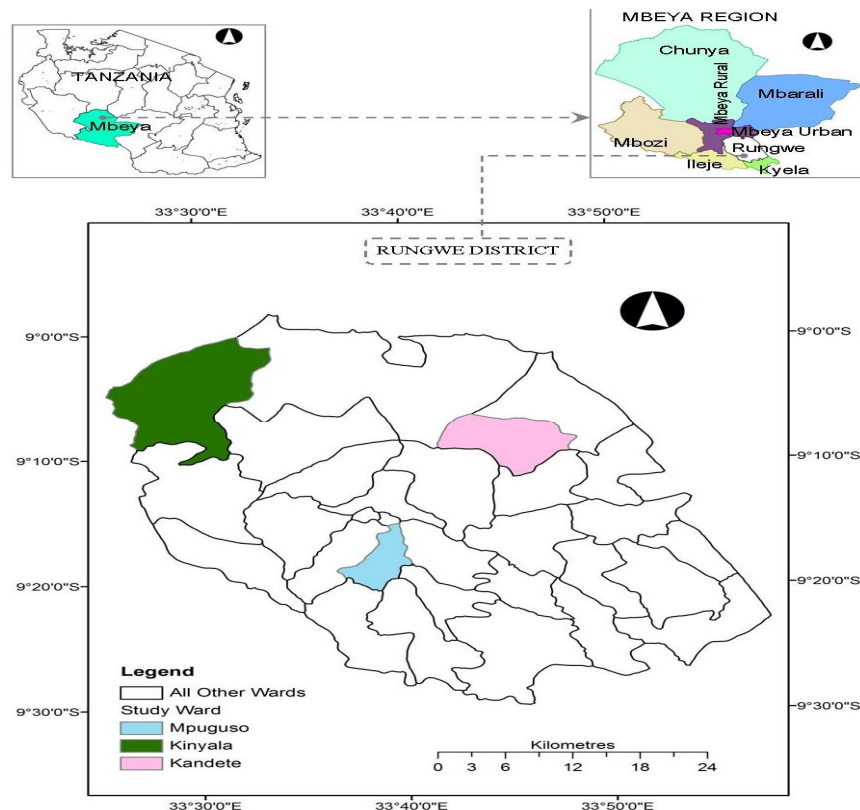 TANZANIA
Mbeya
MBEYA REGION
Chunya
Mbeya Rural
Mbarali
Mbozi
Mbeya Urban
Rungwe
Ileje
Kyela
33°30'0"E
33°40'0"E
33°50'0"E
RUNGWE DISTRICT
9°0'0"S
9°0'0"S
9°10'0"S
9°10'0"S
9°20'0"S
9°20'0"S
9°30'0"S
9°30'0"S
Legend
All Other Wards
Study Ward
Mpuguso
Kinyala
Kandete
Kilometres
0 3 6 12 18 24
33°30'0"E
33°40'0"E
33°50'0"E